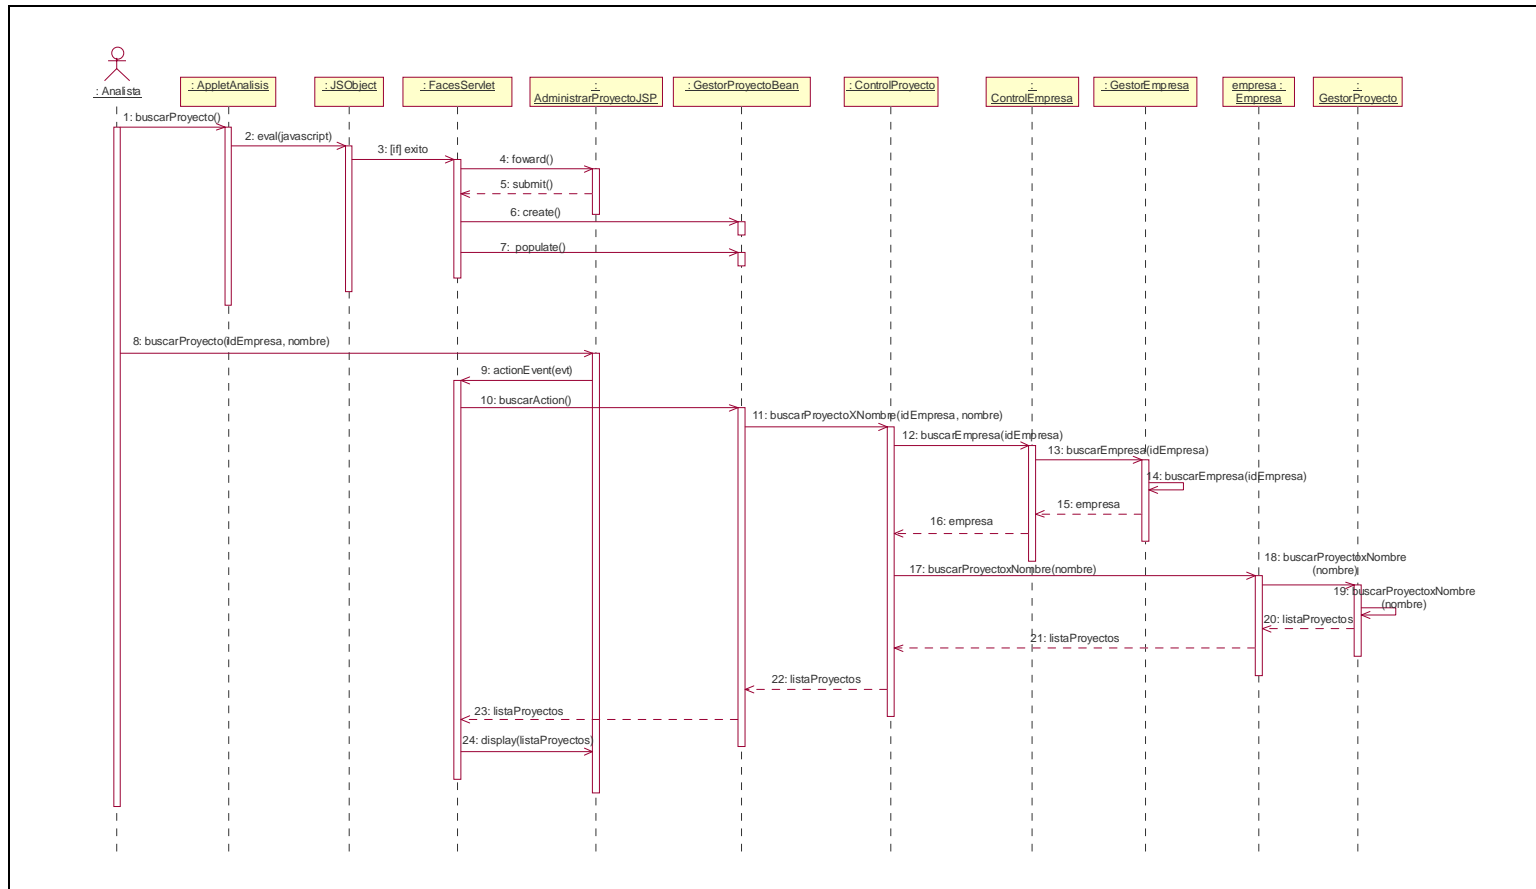 : Analista
: AppletAnalisis
: JSObject
: FacesServlet
:
AdministrarProyectoJSP
: GestorProyectoBean
: ControlProyecto
:
ControlEmpresa
: GestorEmpresa
empresa :
Empresa
:
GestorProyecto
1: buscarProyecto()
2: eval(javascript)
3: [if] exito
4: foward()
5: submit()
6: create()
7: populate()
8: buscarProyecto(idEmpresa, nombre)
9: actionEvent(evt)
10: buscarAction()
11: buscarProyectoXNombre(idEmpresa, nombre)
12: buscarEmpresa(idEmpresa)
13: buscarEmpresa(idEmpresa)
14: buscarEmpresa(idEmpresa)
15: empresa
16: empresa
17: buscarProyectoxNombre(nombre)
18: buscarProyectoxNombre
(nombre)
19: buscarProyectoxNombre
(nombre)
20: listaProyectos
21: listaProyectos
22: listaProyectos
23: listaProyectos
24: display(listaProyectos)